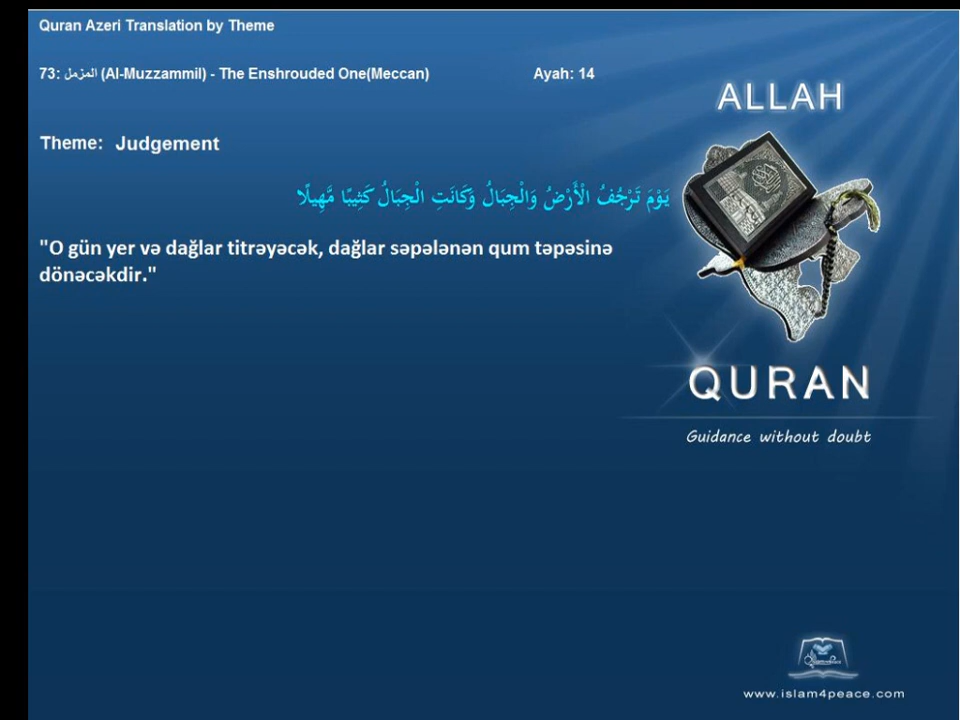 Quran Azeri Translation by Theme
73: المزمل (Al-Muzzammil) - The Enshrouded One(Meccan) Ayah: 14
ALLAH
Theme: Judgement
يَوْمَ تَرْجُفُ الْأَرْضُ وَالْجِبَالُ وَكَانَتِ الْجِبَالُ كَثِيبًا مَّهِيلًا
"O gün yer və dağlar titrəyəcək, dağlar səpələnən qum təpəsinə
dönəcəkdir."
QURAN
Guidance without doubt
www.islam4peace.com